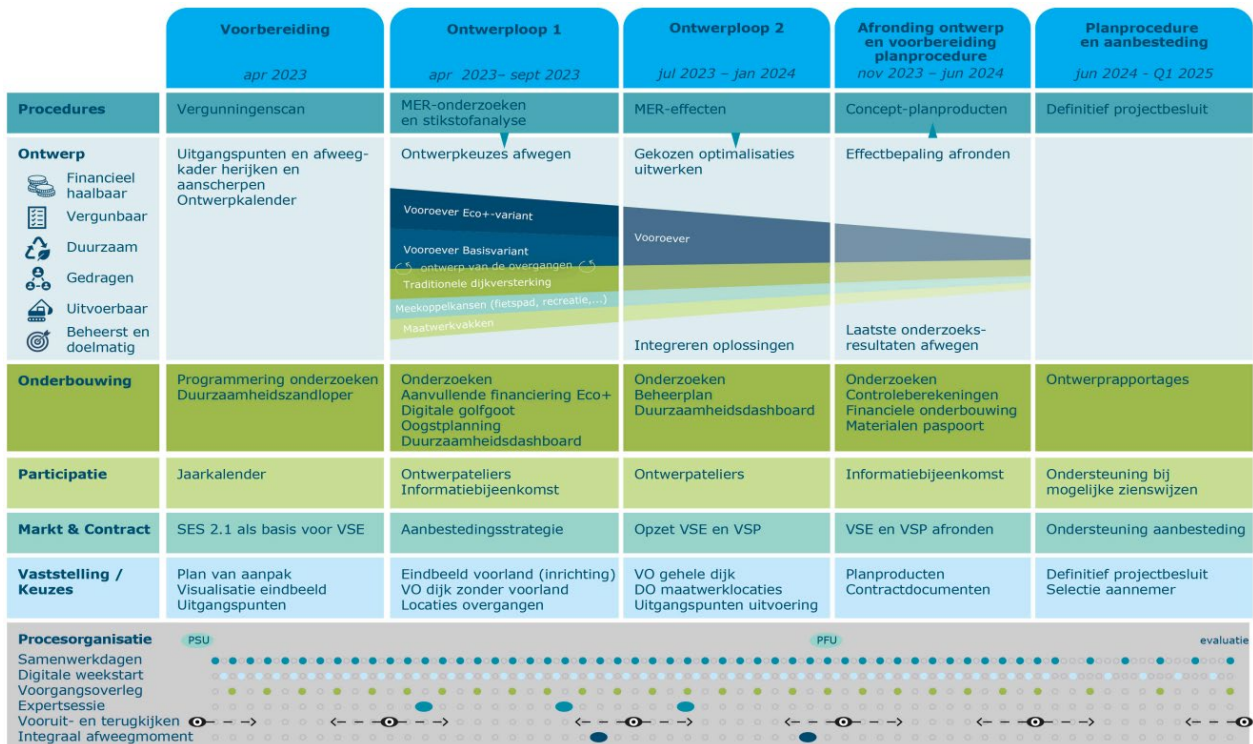 Voorbereiding
apr 2023
Ontwerploop 1
apr 2023– sept 2023
Ontwerploop 2
jul 2023 – jan 2024
Afronding ontwerp
en voorbereiding
planprocedure
nov 2023 – jun 2024
Planprocedure
en aanbesteding
jun 2024 - Q1 2025
Procedures
Vergunningenscan
MER-onderzoeken
en stikstofanalyse
MER-effecten
Concept-planproducten
Definitief projectbesluit
Ontwerp
Financieel
haalbaar
Vergunbaar
Duurzaam
Gedragen
Uitvoerbaar
Beheerst en
doelmatig
Uitgangspunten en afweeg-
kader herijken en
aanscherpen
Ontwerpkalender
Ontwerpkeuzes afwegen
Vooroever Eco+-variant
Vooroever Basisvariant
ontwerp van de overgangen
Traditionele dijkversterking
Meekoppelkansen (fietspad, recreatie,...)
Maatwerkvakken
Gekozen optimalisaties
uitwerken
Vooroever
Integreren oplossingen
Effectbepaling afronden
Laatste onderzoeks-
resultaten afwegen
Onderbouwing
Programmering onderzoeken
Duurzaamheidszandloper
Onderzoeken
Aanvullende financiering Eco+
Digitale golfgoot
Oogstplanning
Duurzaamheidsdashboard
Onderzoeken
Beheerplan
Duurzaamheidsdashboard
Onderzoeken
Controleberekeningen
Financiele onderbouwing
Materialen paspoort
Ontwerprapportages
Participatie
Jaarkalender
Ontwerpateliers
Informatiebijeenkomst
Ontwerpateliers
Informatiebijeenkomst
Ondersteuning bij
mogelijke zienswijzen
Markt & Contract
SES 2.1 als basis voor VSE
Aanbestedingsstrategie
Opzet VSE en VSP
VSE en VSP afronden
Ondersteuning aanbesteding
Vaststelling /
Keuzes
Plan van aanpak
Visualisatie eindbeeld
Uitgangspunten
Eindbeeld voorland (inrichting)
VO dijk zonder voorland
Locaties overgangen
VO gehele dijk
DO maatwerklocaties
Uitgangspunten uitvoering
Planproducten
Contractdocumenten
Definitief projectbesluit
Selectie aannemer
Procesorganisatie
PSU
PFU
evaluatie
Samenwerkdagen
Digitale weekstart
Voorgangsoverleg
Expertsessie
Vooruit- en terugkijken
Integraal afweegmoment